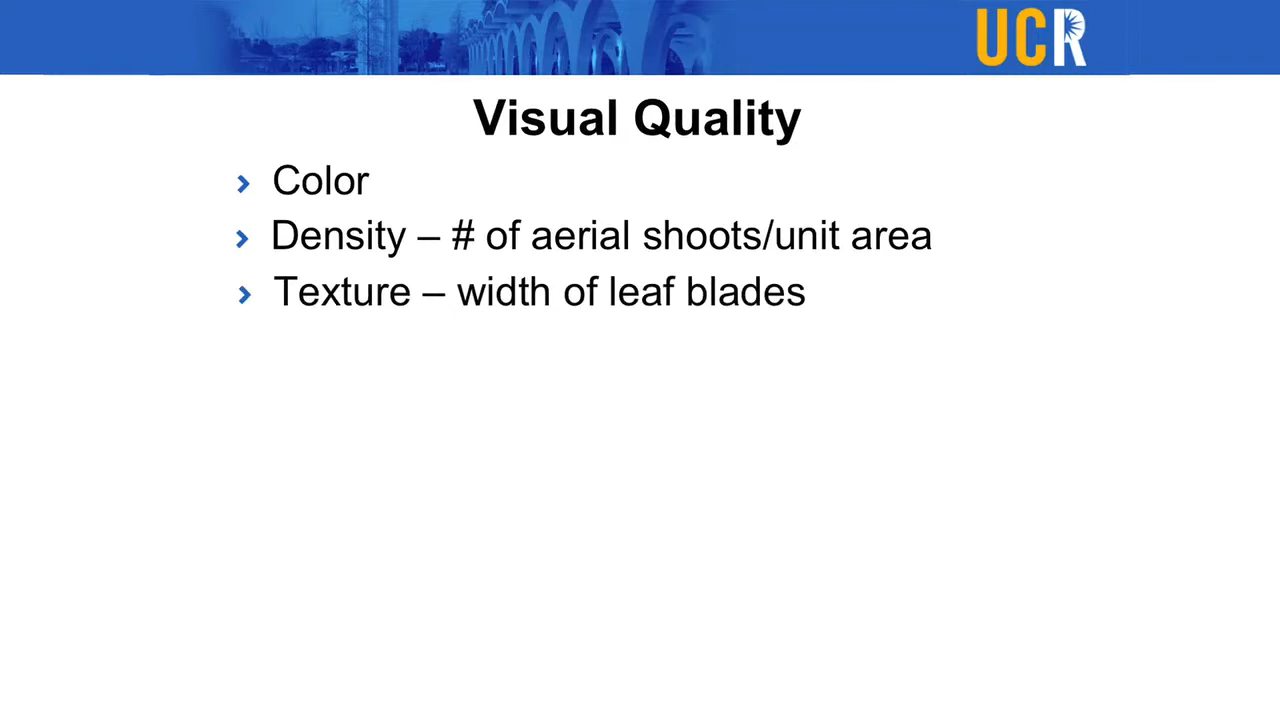 UCR
Visual Quality
Color
Density – # of aerial shoots/unit area
Texture – width of leaf blades